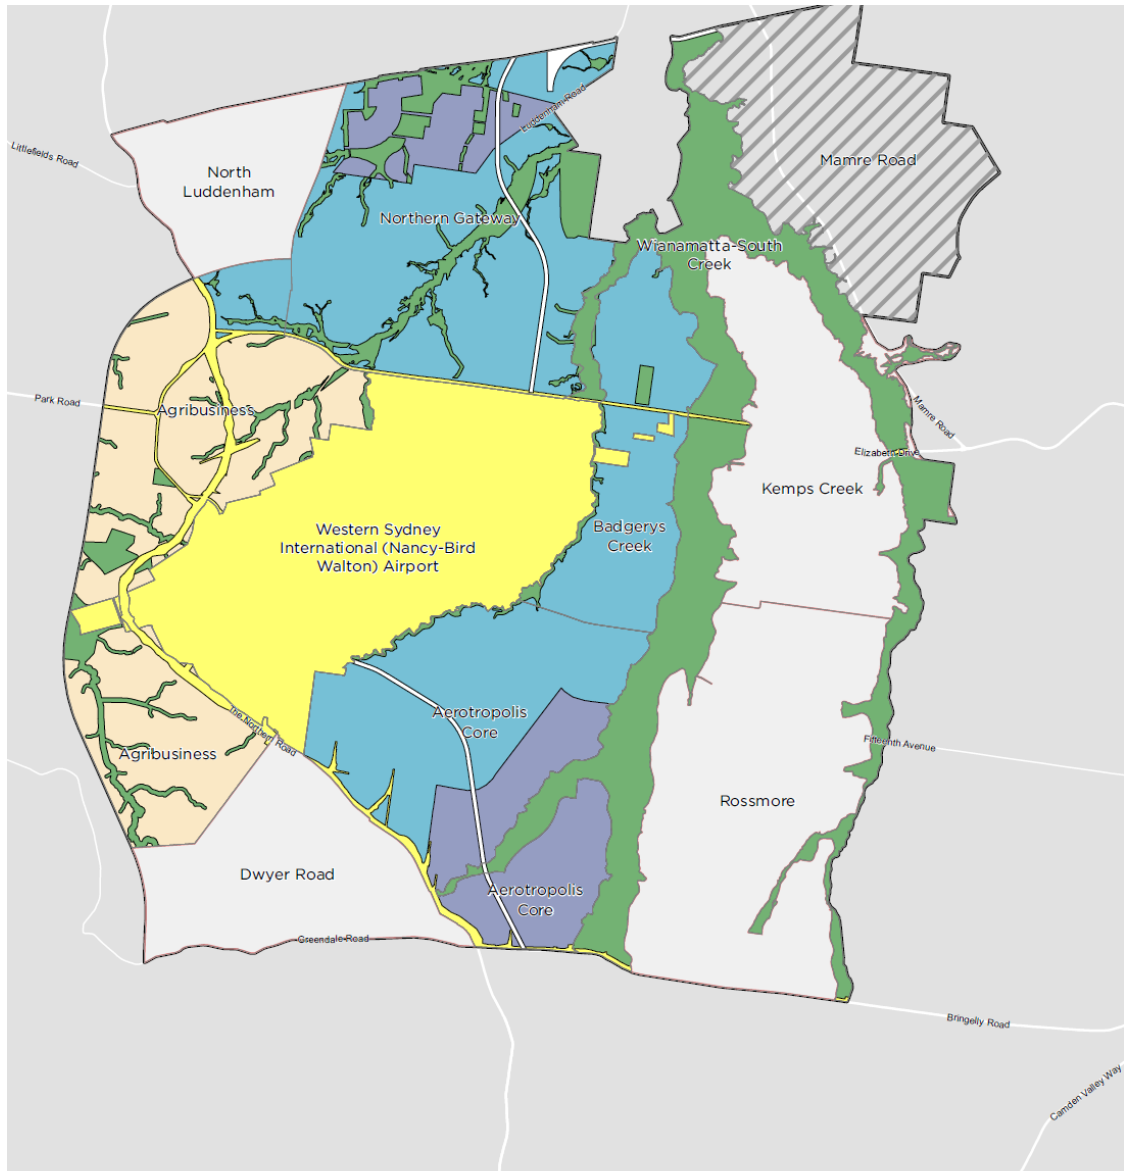 Luddenham Road
Mamre Road
Littlefields Road
North
Luddenham
Northern Gateway
Wianamatta-South
Creek
Park Road
Agribusiness
Mamre Road
Elizabeth Drive
Kemps Creek
Western Sydney
International (Nancy-Bird
Walton) Airport
Badgerys
Creek
Aerotropolis
Core
The Northern Road
Agribusiness
Fifteenth Avenue
Rossmore
Dwyer Road
Aerotropolis
Core
Greendale Road
Bringelly Road
Camden Valley Way